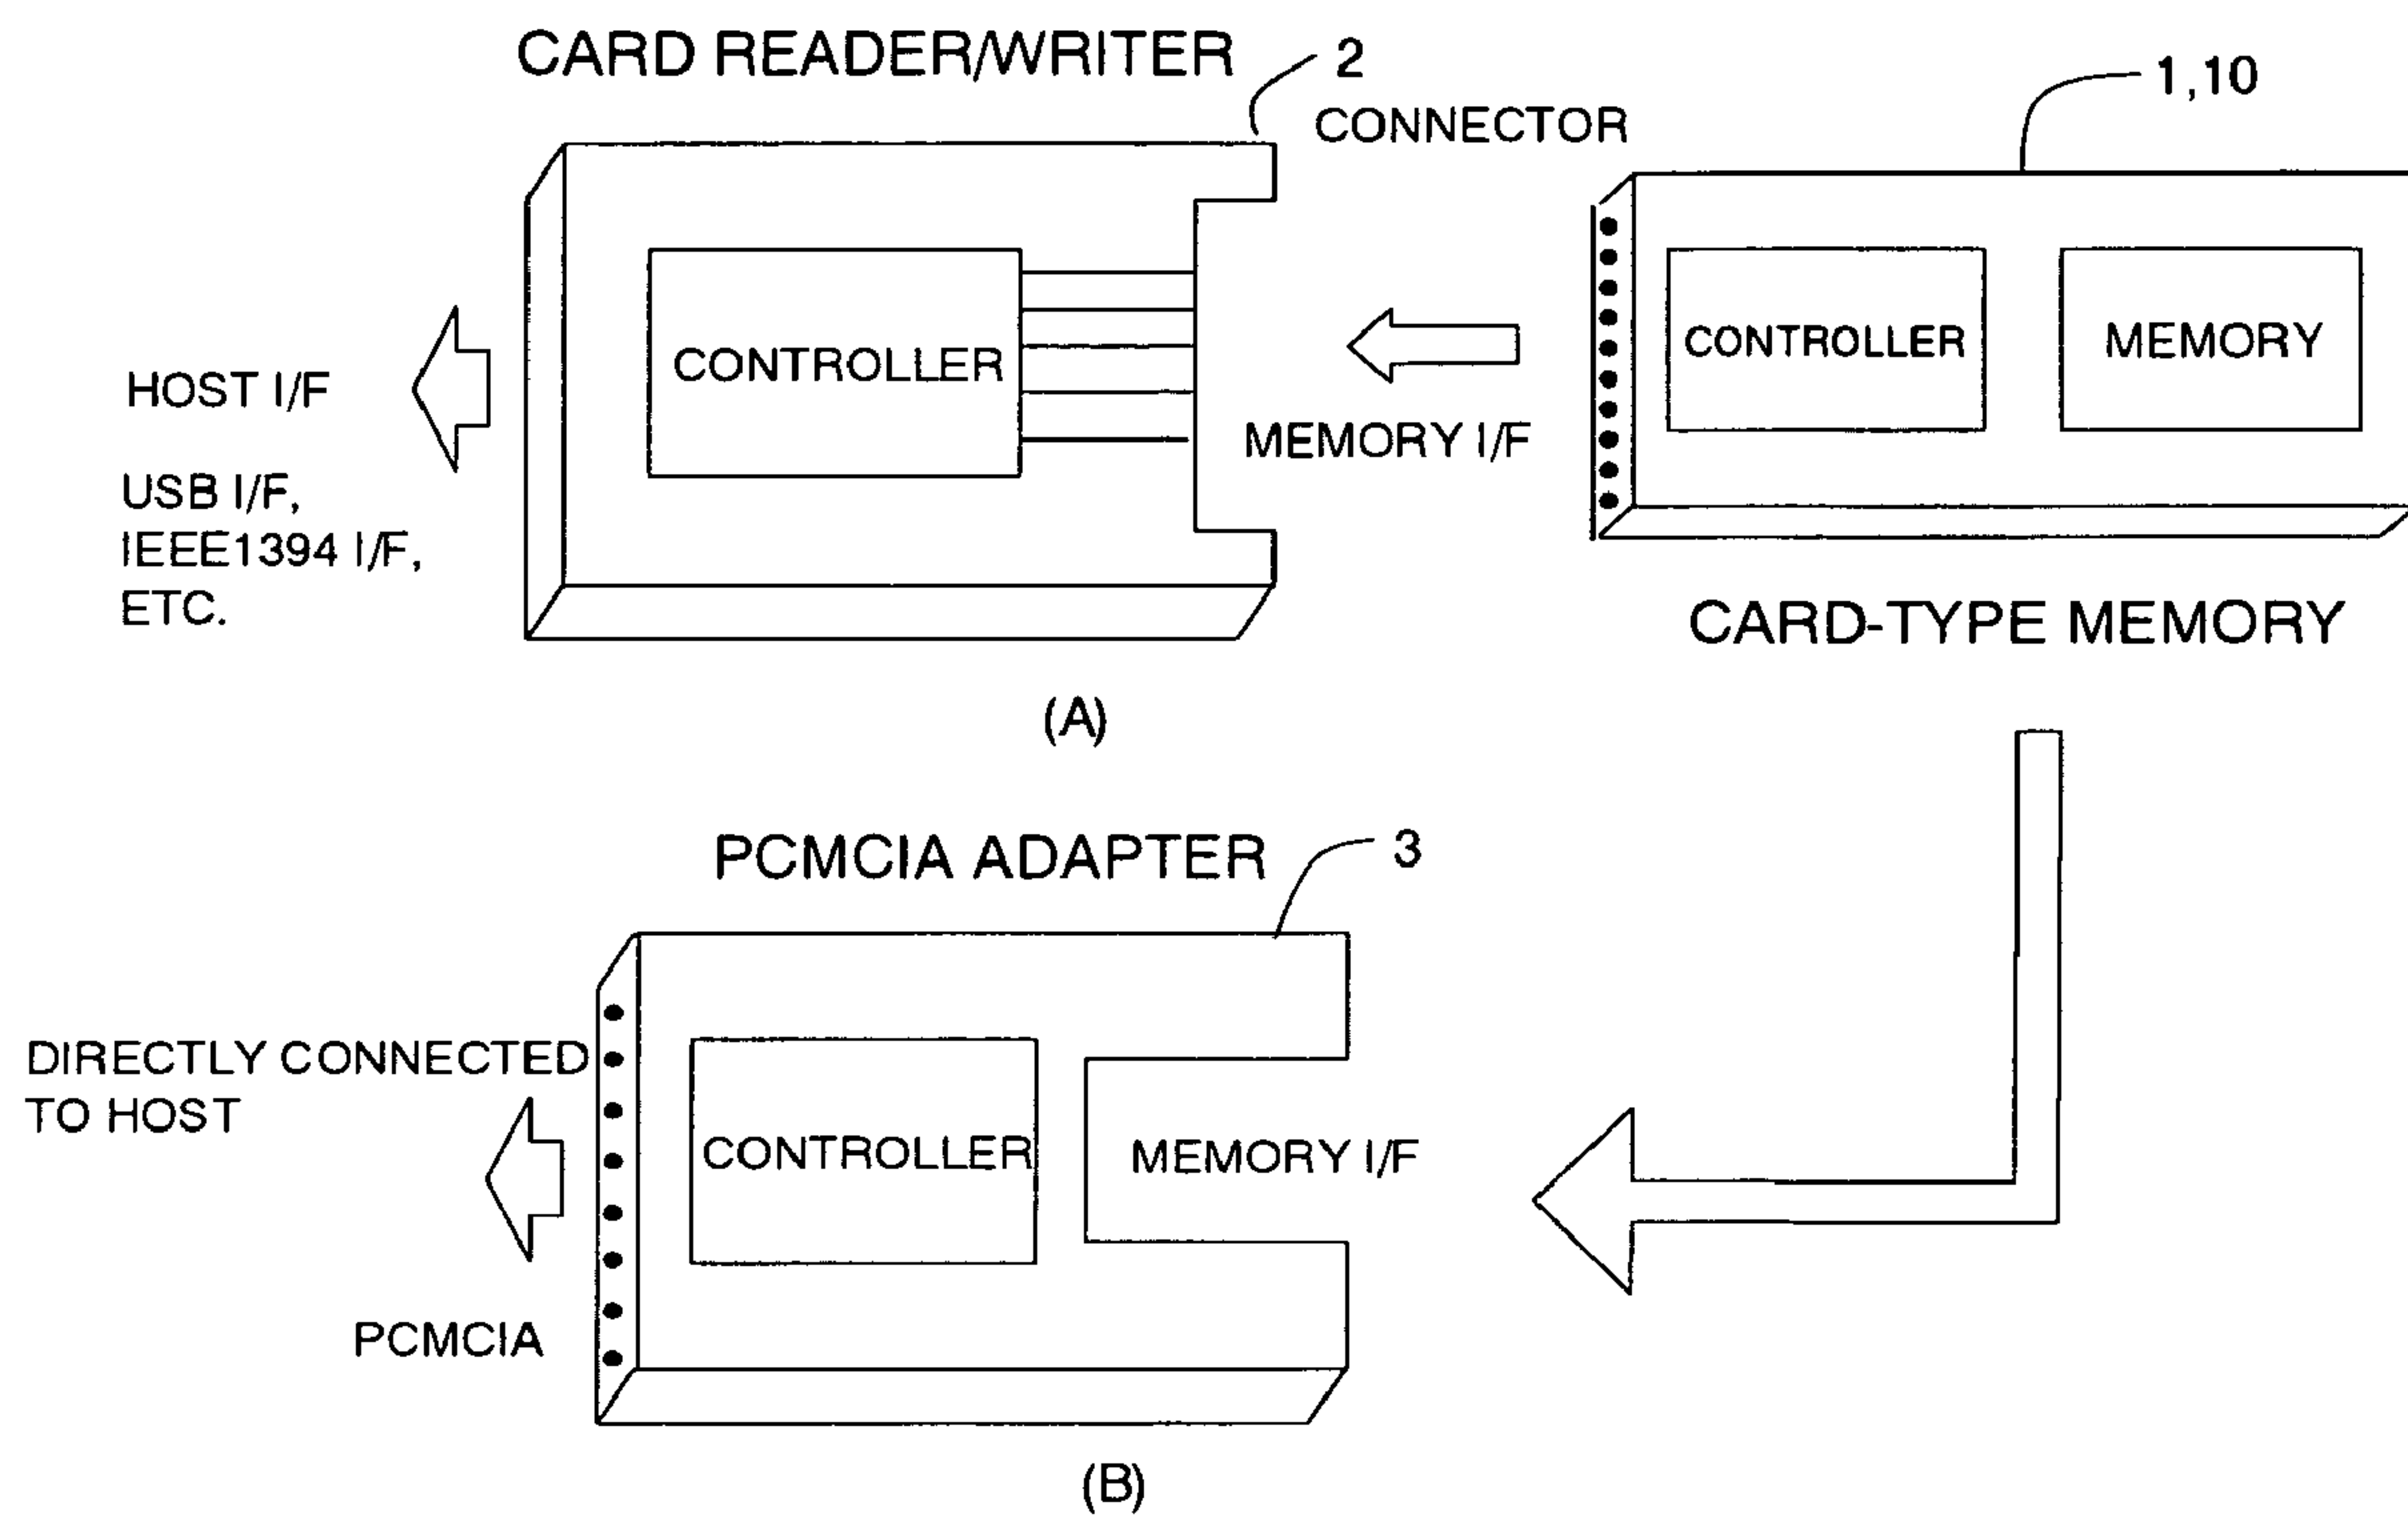 CARD READER/WRITER
2
CONNECTOR
1,10
CONTROLLER
HOST I/F
USB I/F,
IEEE1394 I/F,
ETC.
MEMORY I/F
CONTROLLER
MEMORY
CARD-TYPE MEMORY
(A)
PCMCIA ADAPTER
3
DIRECTLY CONNECTED
TO HOST
CONTROLLER
MEMORY I/F
PCMCIA
(B)